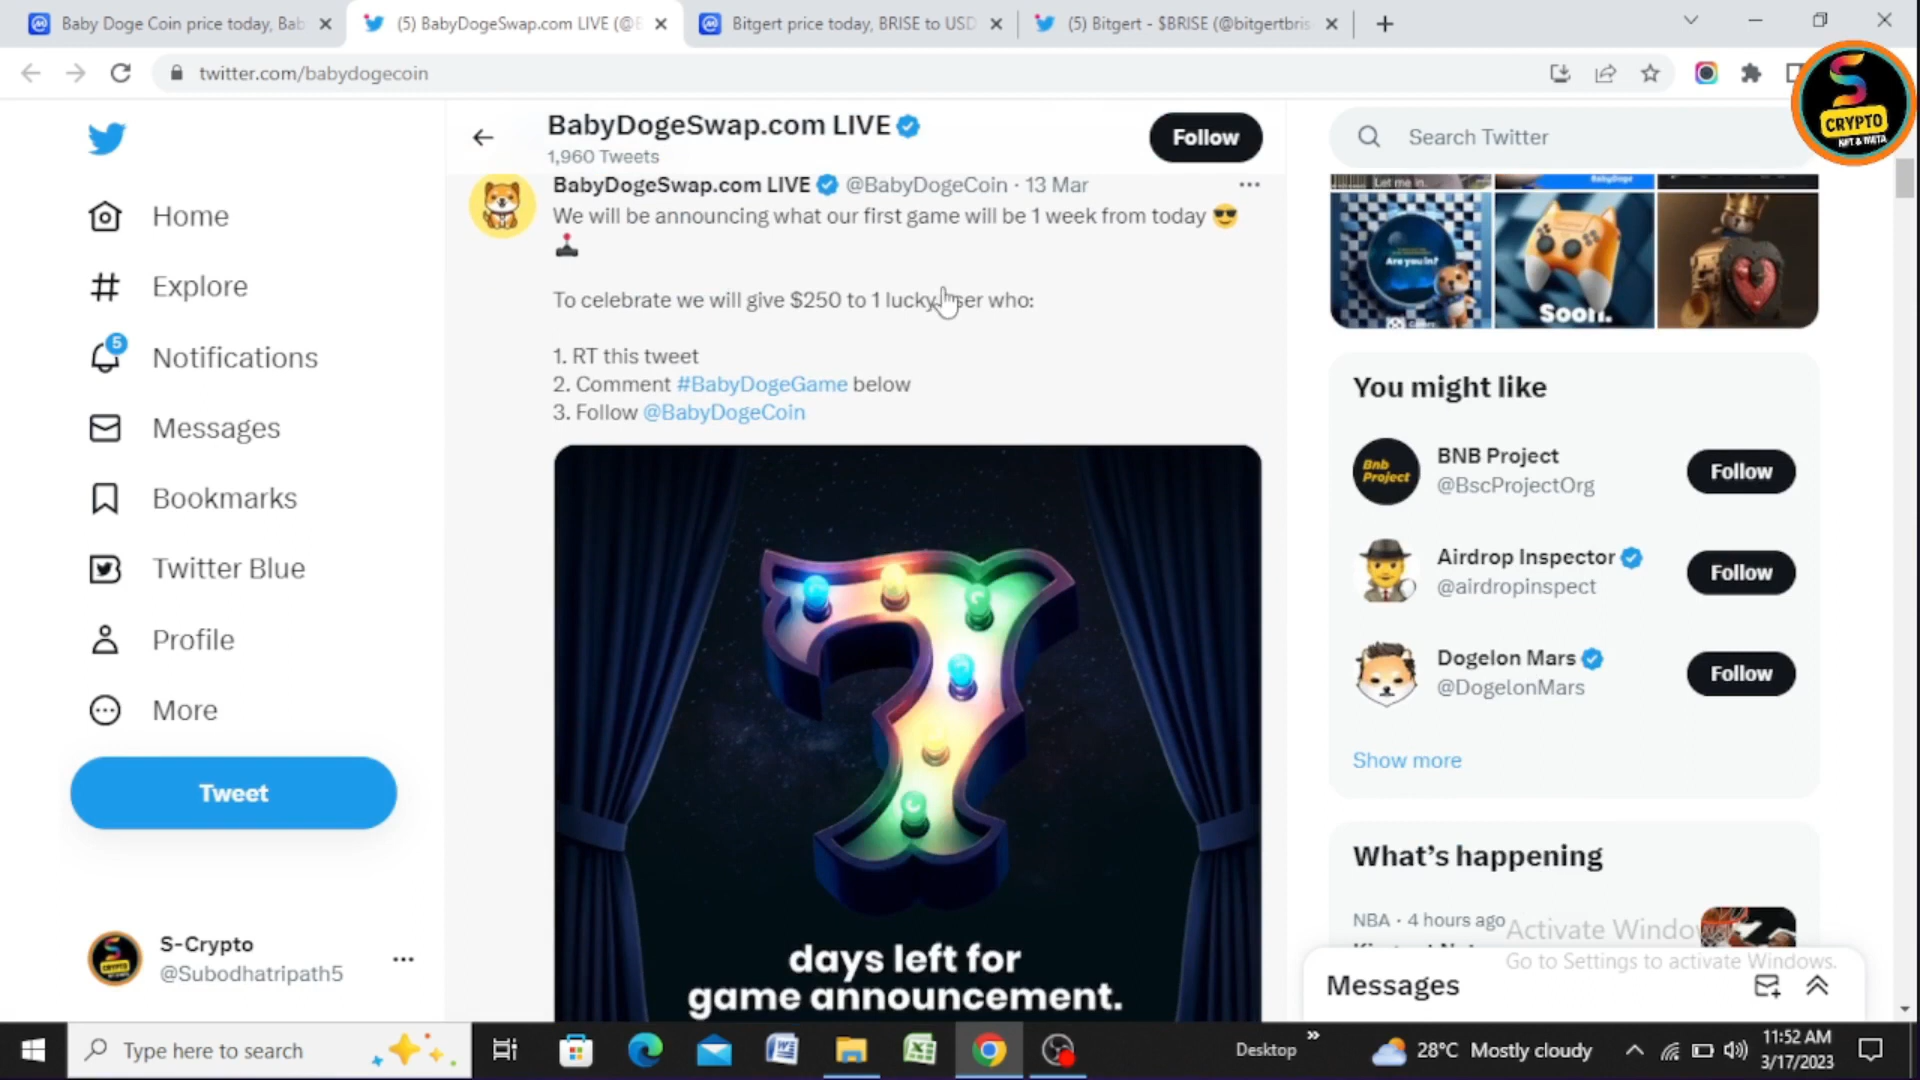 Baby Doge Coin price today, Bab
(5) BabyDogeSwap.com LIVE (@B
Bitgert price today, BRISE to USD
(5) Bitgert - $BRISE (@bitgertbris
twitter.com/babydogecoin
S
CRYPTO
NFT & META
BabyDogeSwap.com LIVE
1,960 Tweets
Follow
Search Twitter
Home
Explore
5
Notifications
Messages
Bookmarks
Twitter Blue
Profile
More
Tweet
S-Crypto
@Subodhatripath5
BabyDogeSwap.com LIVE @BabyDogeCoin · 13 Mar
We will be announcing what our first game will be 1 week from today 😎
🕹
To celebrate we will give $250 to 1 lucky user who:
1. RT this tweet
2. Comment #BabyDogeGame below
3. Follow @BabyDogeCoin
7
days left for
game announcement.
Let me in.
BabyDoge
Are you in?
Soon.
You might like
Bnb
Project
BNB Project
@BscProjectOrg
Follow
Airdrop Inspector
@airdropinspect
Follow
Dogelon Mars
@DogelonMars
Follow
Show more
What's happening
NBA · 4 hours ago
Activate Windows
Go to Settings to activate Windows.
Messages
Type here to search
Desktop
28°C Mostly cloudy
11:52 AM
3/17/2023